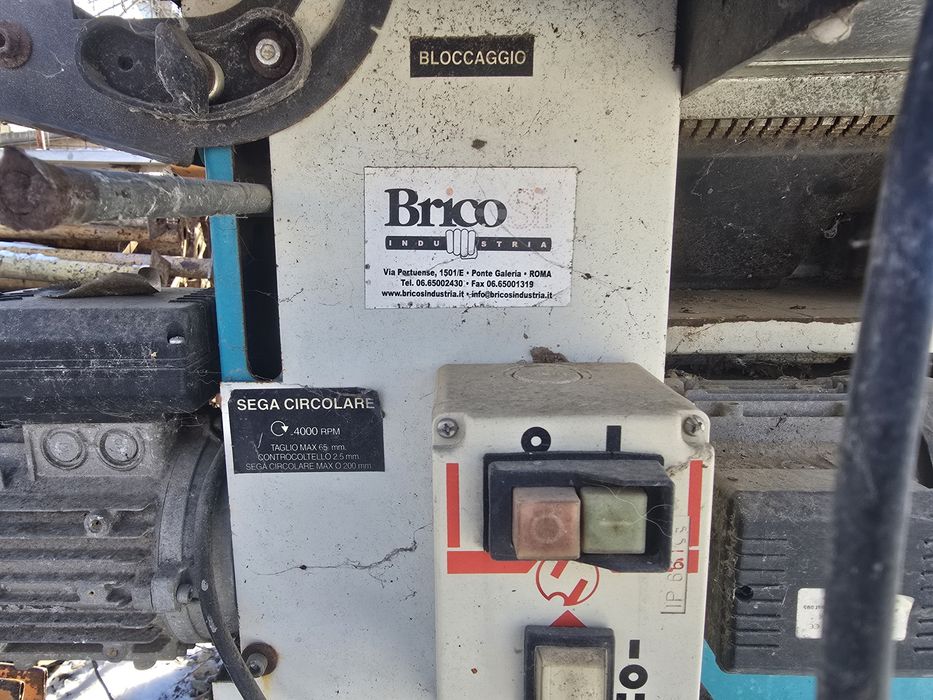 BLOCCAGGIO
Brico sì
INDUSTRIA
Via Portuense, 1501/E • Ponte Galeria • ROMA
Tel. 06.65002430 • Fax 06.65001319
www.bricosindustria.it • info@bricosindustria.it
SEGA CIRCOLARE
4000 RPM
TAGLIO MAX 65 mm.
CONTROCOLTELLO 2.5 mm.
SEGA CIRCOLARE MAX O 200 mm.
O I